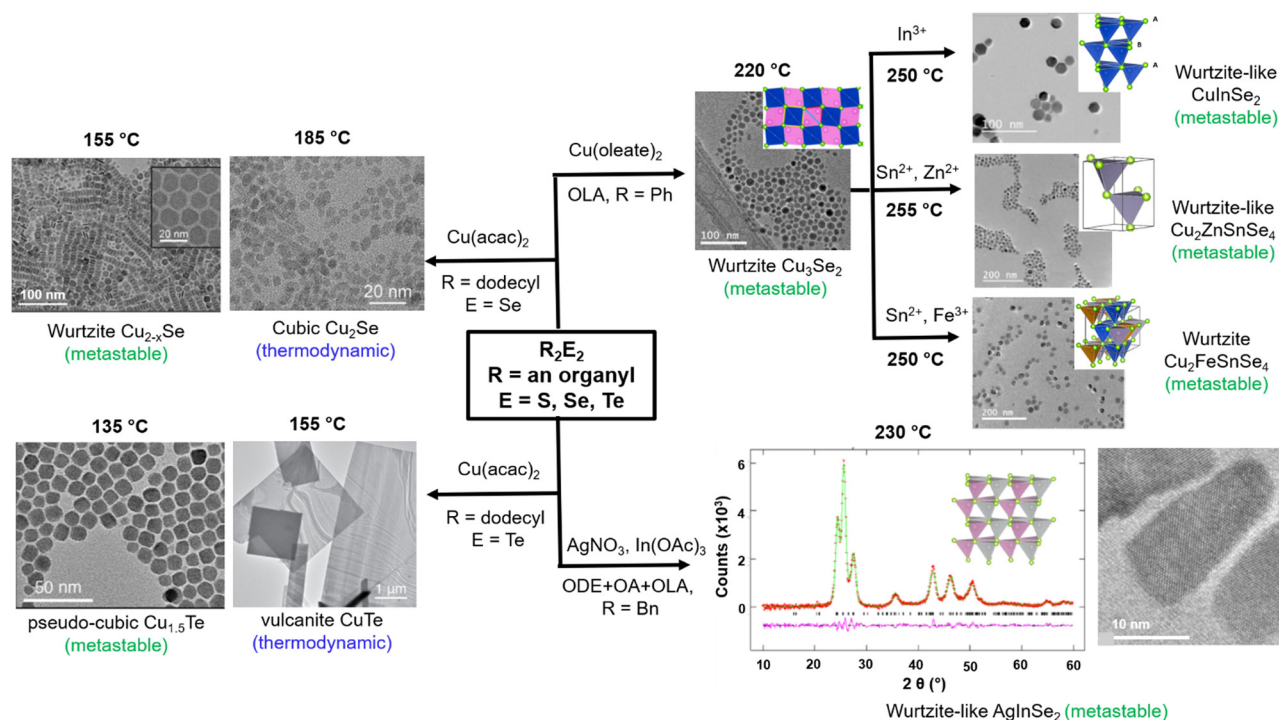 155 °C
20 nm
100 nm
Wurtzite Cu2-xSe
(metastable)
185 °C
20 nm
Cubic Cu2Se
(thermodynamic)
Cu(acac)2
R = dodecyl
E = Se
Cu(oleate)2
OLA, R = Ph
220 °C
100 nm
Wurtzite Cu3Se2
(metastable)
In3+
250 °C
100 nm
A
B
A
Wurtzite-like
CuInSe2
(metastable)
Sn2+, Zn2+
255 °C
200 nm
Wurtzite-like
Cu2ZnSnSe4
(metastable)
Sn2+, Fe3+
250 °C
200 nm
Wurtzite
Cu2FeSnSe4
(metastable)
R2E2
R = an organyl
E = S, Se, Te
135 °C
50 nm
pseudo-cubic Cu1.5Te
(metastable)
155 °C
1 µm
vulcanite CuTe
(thermodynamic)
Cu(acac)2
R = dodecyl
E = Te
AgNO3, In(OAc)3
ODE+OA+OLA,
R = Bn
230 °C
Counts (x103)
6
4
2
0
10 20 30 40 50 60
2 θ (°)
10 nm
Wurtzite-like AgInSe2 (metastable)